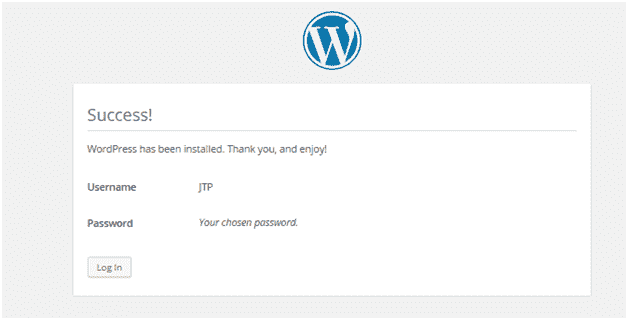 Success!
WordPress has been installed. Thank you, and enjoy!
Username JTP
Password Your chosen password.
Log In